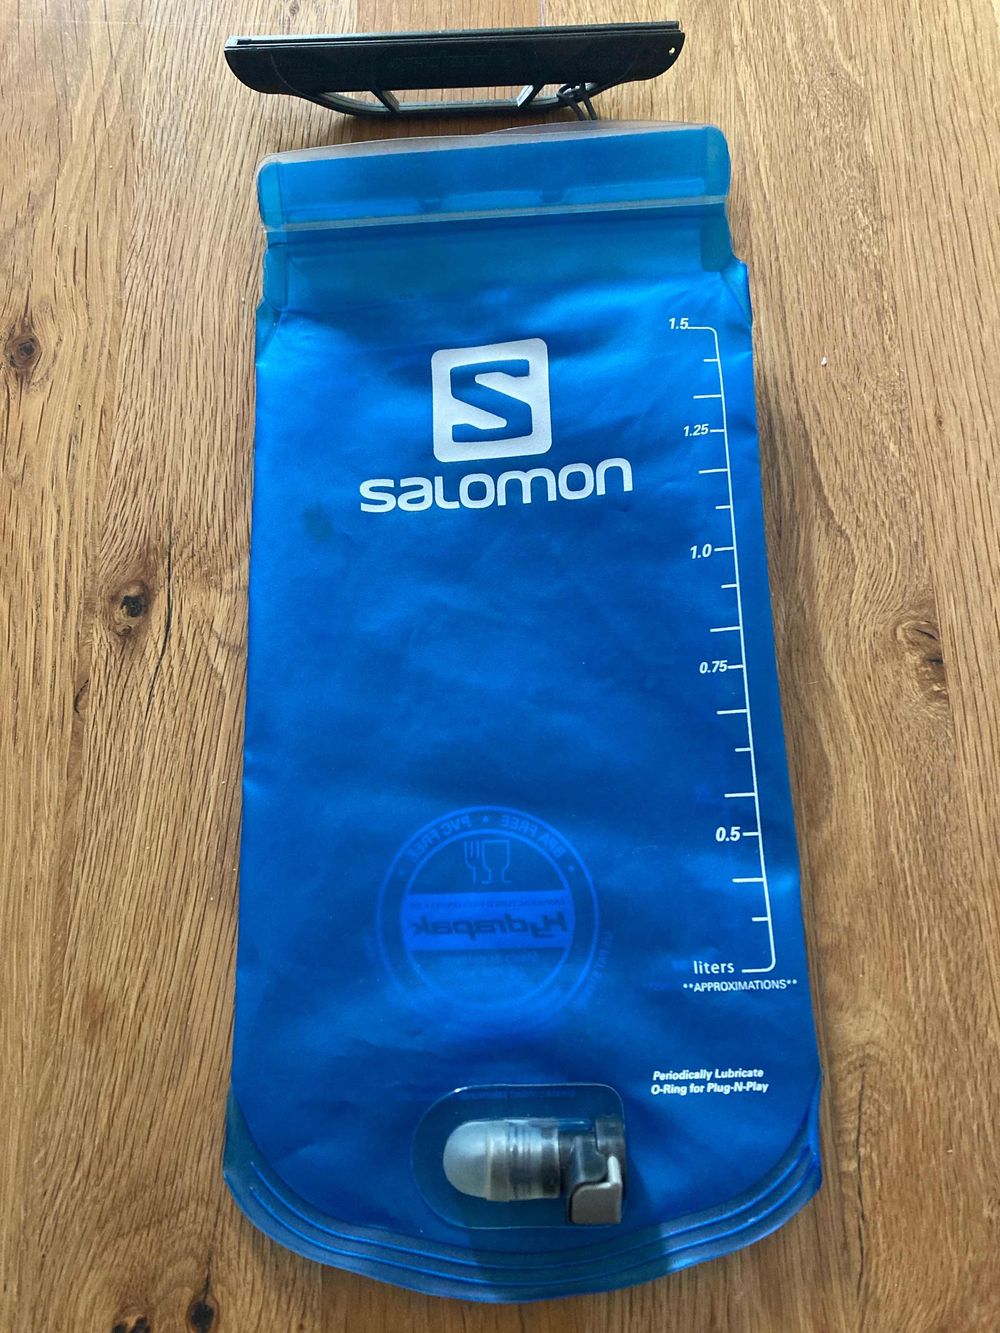 S
salomon
1.5
1.25
1.0
0.75
0.5
liters
**APPROXIMATIONS**
BPA FREE * PVC FREE *
Hydrapak
Periodically Lubricate
O-Ring for Plug-N-Play